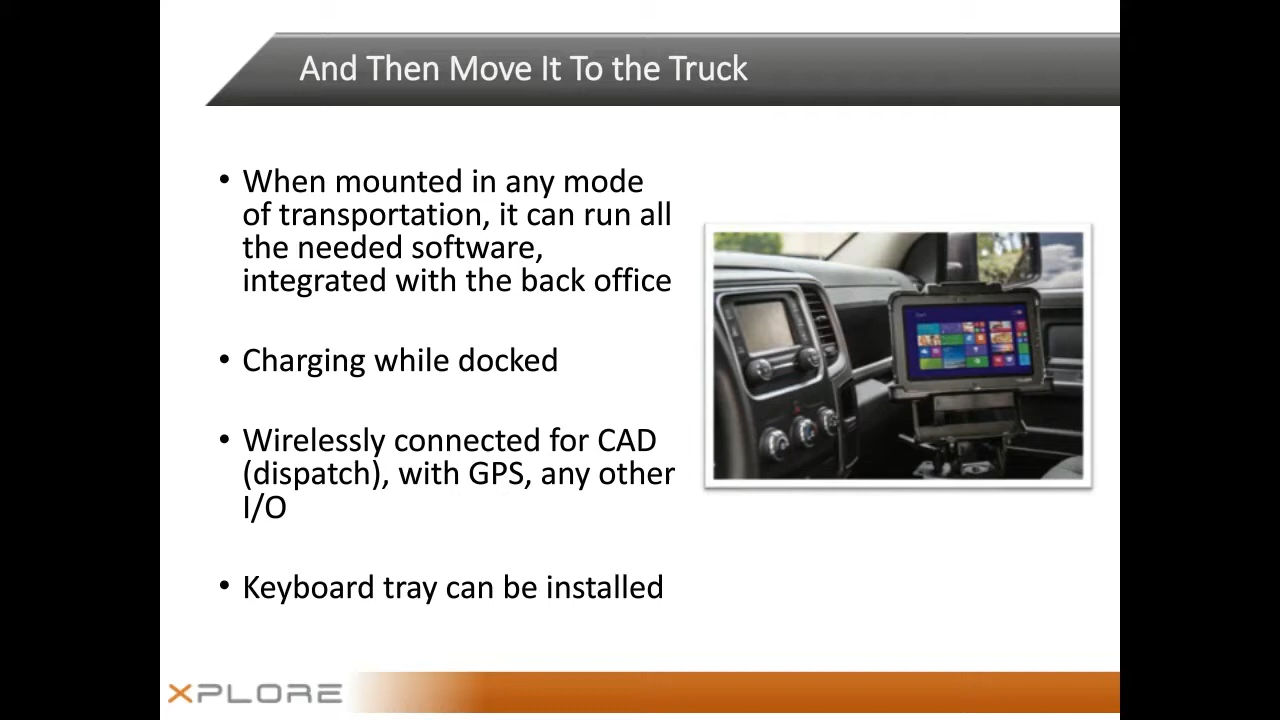 And Then Move It To the Truck
• When mounted in any mode
of transportation, it can run all
the needed software,
integrated with the back office
• Charging while docked
• Wirelessly connected for CAD
(dispatch), with GPS, any other
I/O
• Keyboard tray can be installed
XPLORE